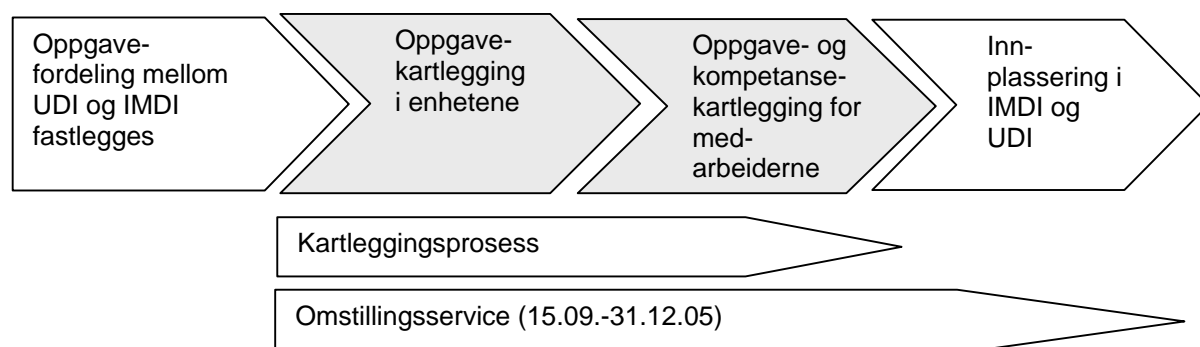 Oppgave-
fordeling mellom
UDI og IMDI
fastlegges
Oppgave-
kartlegging
i enhetene
Oppgave- og
kompetanse-
kartlegging for
med-
arbeiderne
Inn-
plassering i
IMDI og
UDI
Kartleggingsprosess
Omstillingsservice (15.09.-31.12.05)